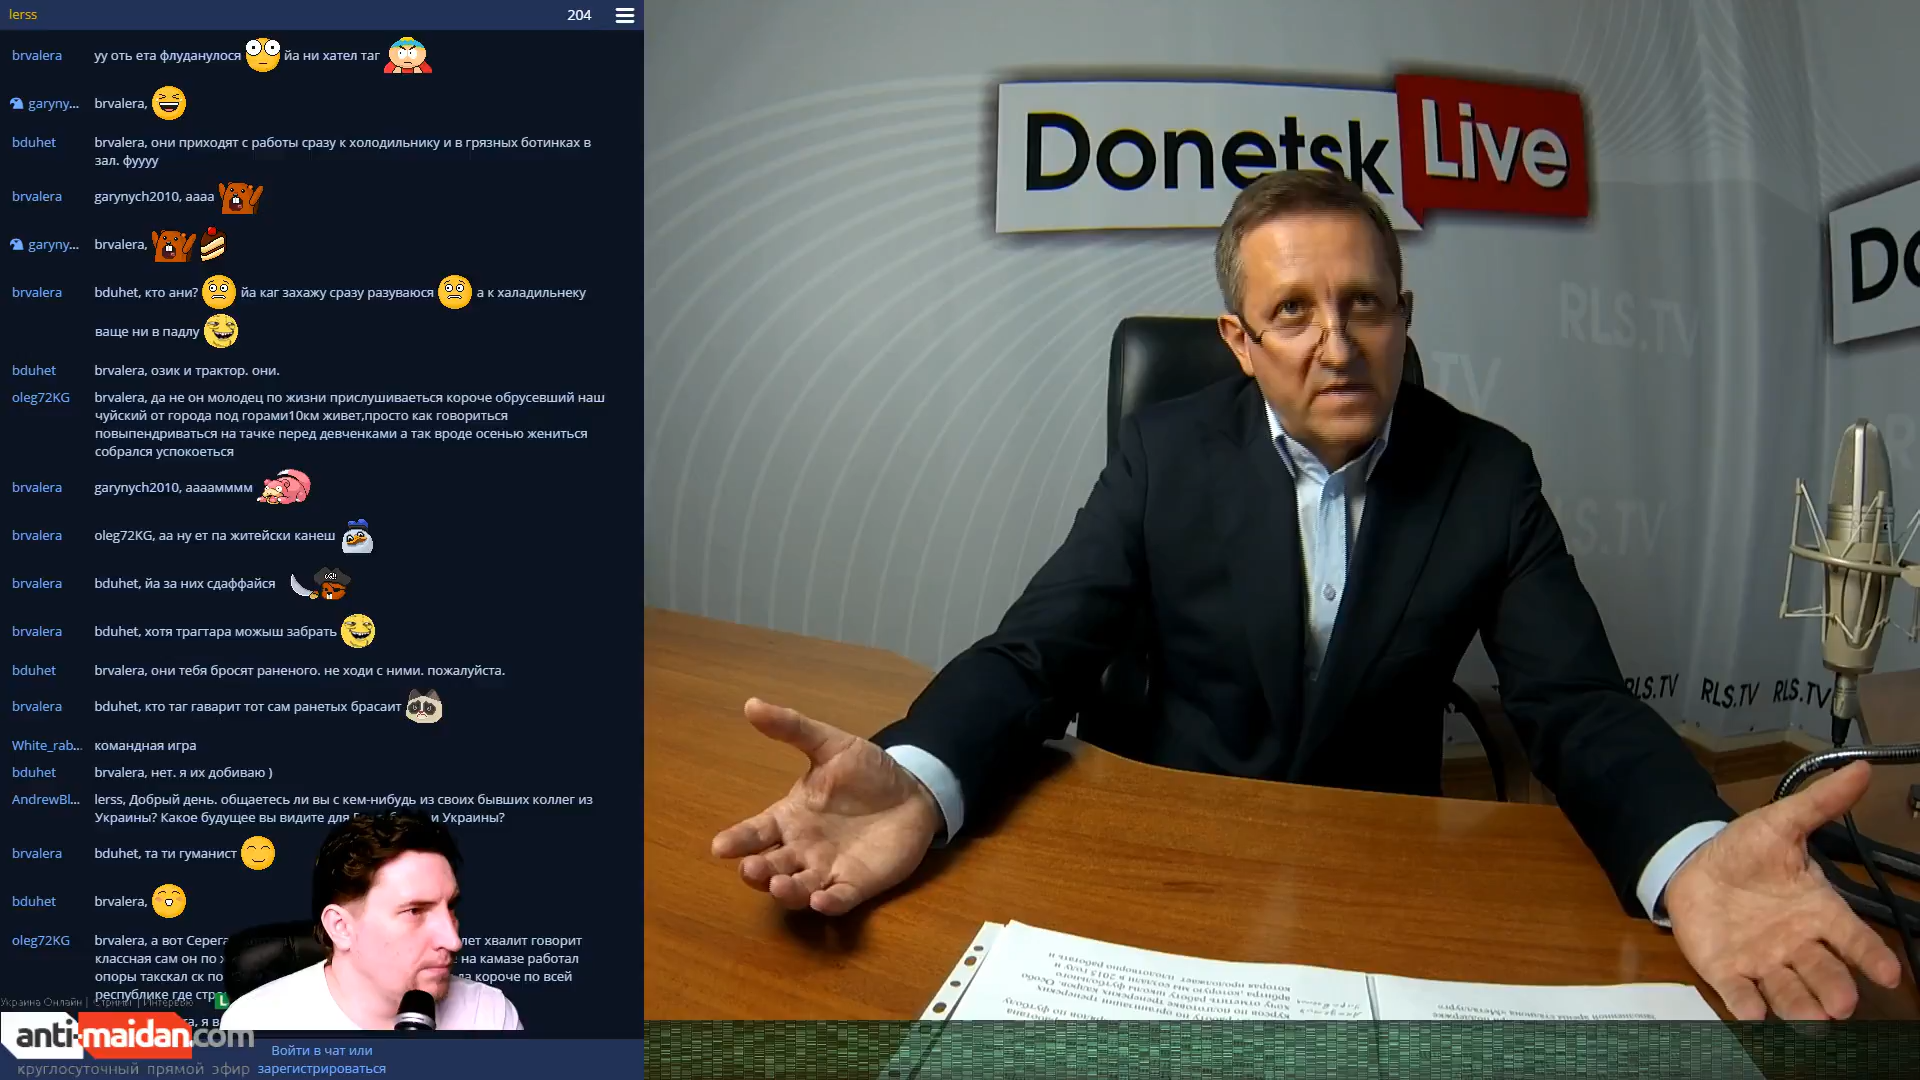 lerss
204
brvalera
уу оть ета флуданулося йа ни хател таг
garyny...
brvalera,
bduhet
brvalera, они приходят с работы сразу к холодильнику и в грязных ботинках в
зал. фуууу
brvalera
garynych2010, аааа
garyny...
brvalera,
brvalera
bduhet, кто ани? йа каг захажу сразу разуваюся а к халадильнеку
ваще ни в падлу
bduhet
brvalera, озик и трактор. они.
oleg72KG
brvalera, да не он молодец по жизни прислушиваеться короче обрусевший наш
чуйский от города под горами10км живет,просто как говориться
повыпендриваться на тачке перед девченками а так вроде осенью жениться
собрался успокоеться
brvalera
garynych2010, ааааммmм
brvalera
oleg72KG, аа ну ет па житейски канеш
brvalera
bduhet, йа за них сдаффайся
brvalera
bduhet, хотя трагтара можыш забрать
bduhet
brvalera, они тебя бросят раненого. не ходи с ними. пожалуйста.
brvalera
bduhet, кто таг гаварит тот сам ранетых брасаит
White_rab...
командная игра
bduhet
brvalera, нет. я их добиваю )
AndrewBl...
lerss, Добрый день. общаетесь ли вы с кем-нибудь из своих бывших коллег из
Украины? Какое будущее вы видите для и Украины?
brvalera
bduhet, та ти гуманист
bduhet
brvalera,
oleg72KG
brvalera, а вот Серега лет хвалит говорит
классная сам он по на камазе работал
опоры такскал ск по да короче по всей
республике где
Украина Онлайн | Стримы | Интервью
anti-maidan.com
Войти в чат или
круглосуточный прямой эфир
зарегистрироваться
Donetsk Live
RLS.TV
RLS.TV
RLS.TV
RLS.TV
RLS.TV